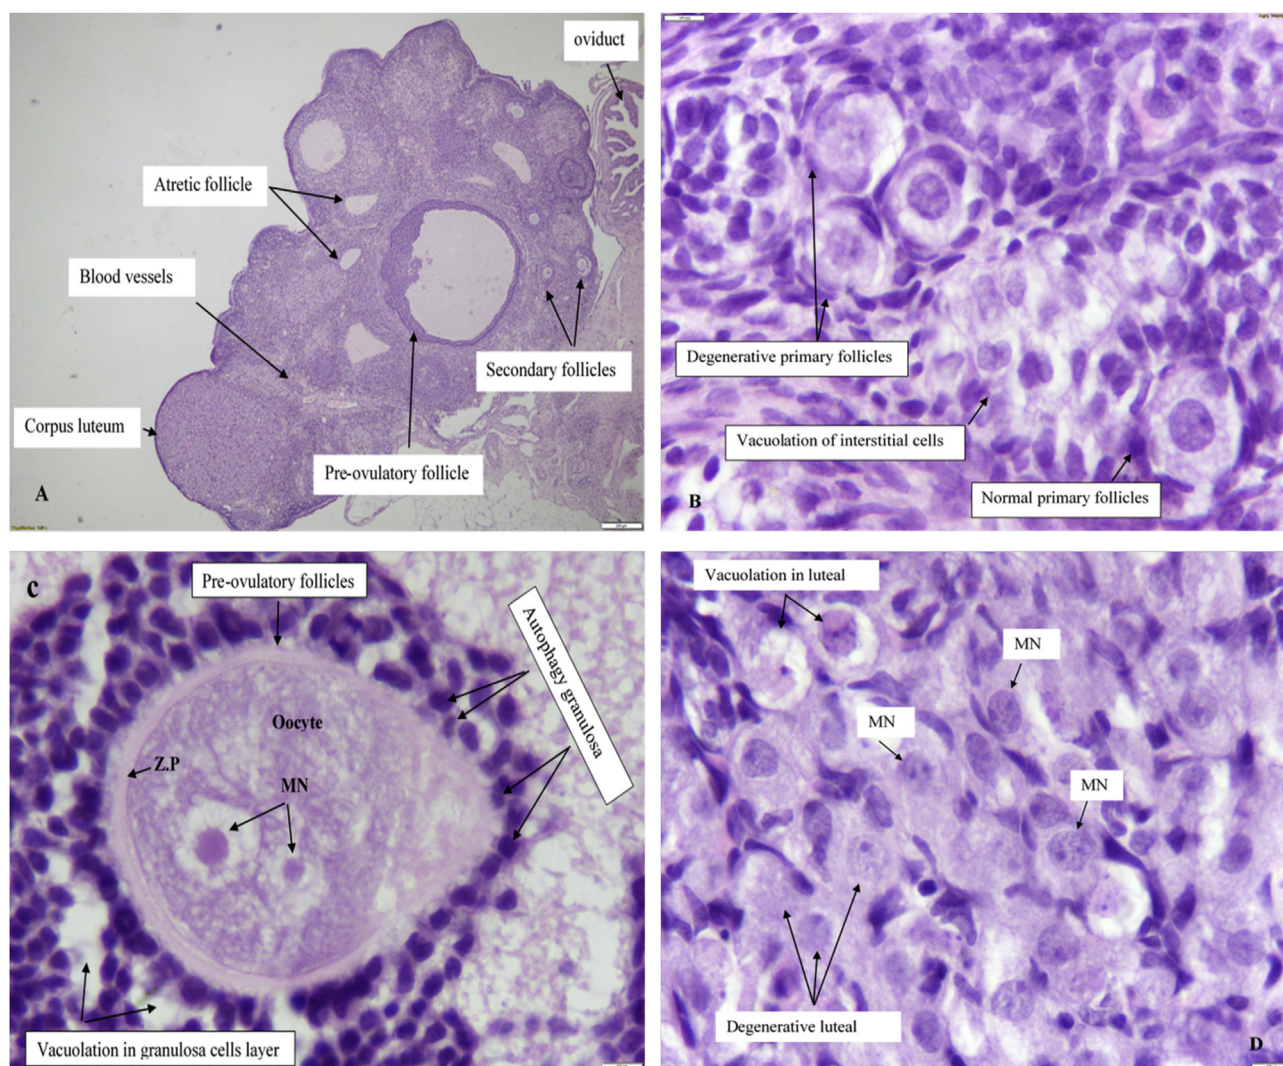 oviduct
Atretic follicle
Blood vessels
Secondary follicles
Corpus luteum
Pre-ovulatory follicle
A
Degenerative primary follicles
Vacuolation of interstitial cells
Normal primary follicles
B
C
Pre-ovulatory follicles
Autophagy granulosa
Oocyte
Z.P
MN
Vacuolation in granulosa cells layer
Vacuolation in luteal
MN
MN
MN
Degenerative luteal
D